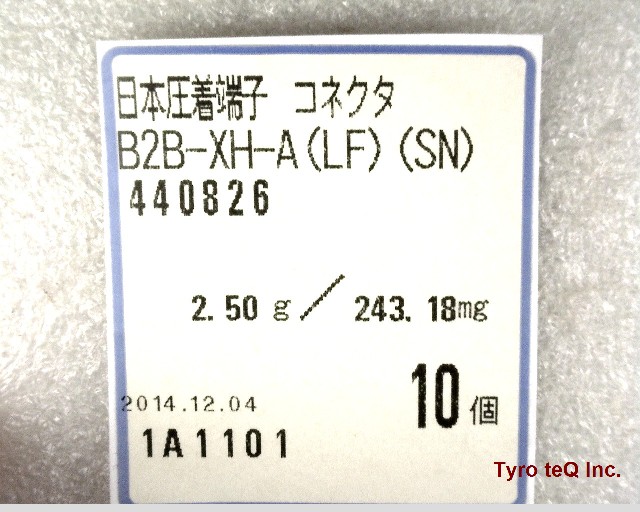 日本圧着端子 コネクタ
B2B-XH-A(LF)(SN)
440826
2.50 g／243.18mg
10個
2014.12.04
1A1101
Tyro teQ Inc.